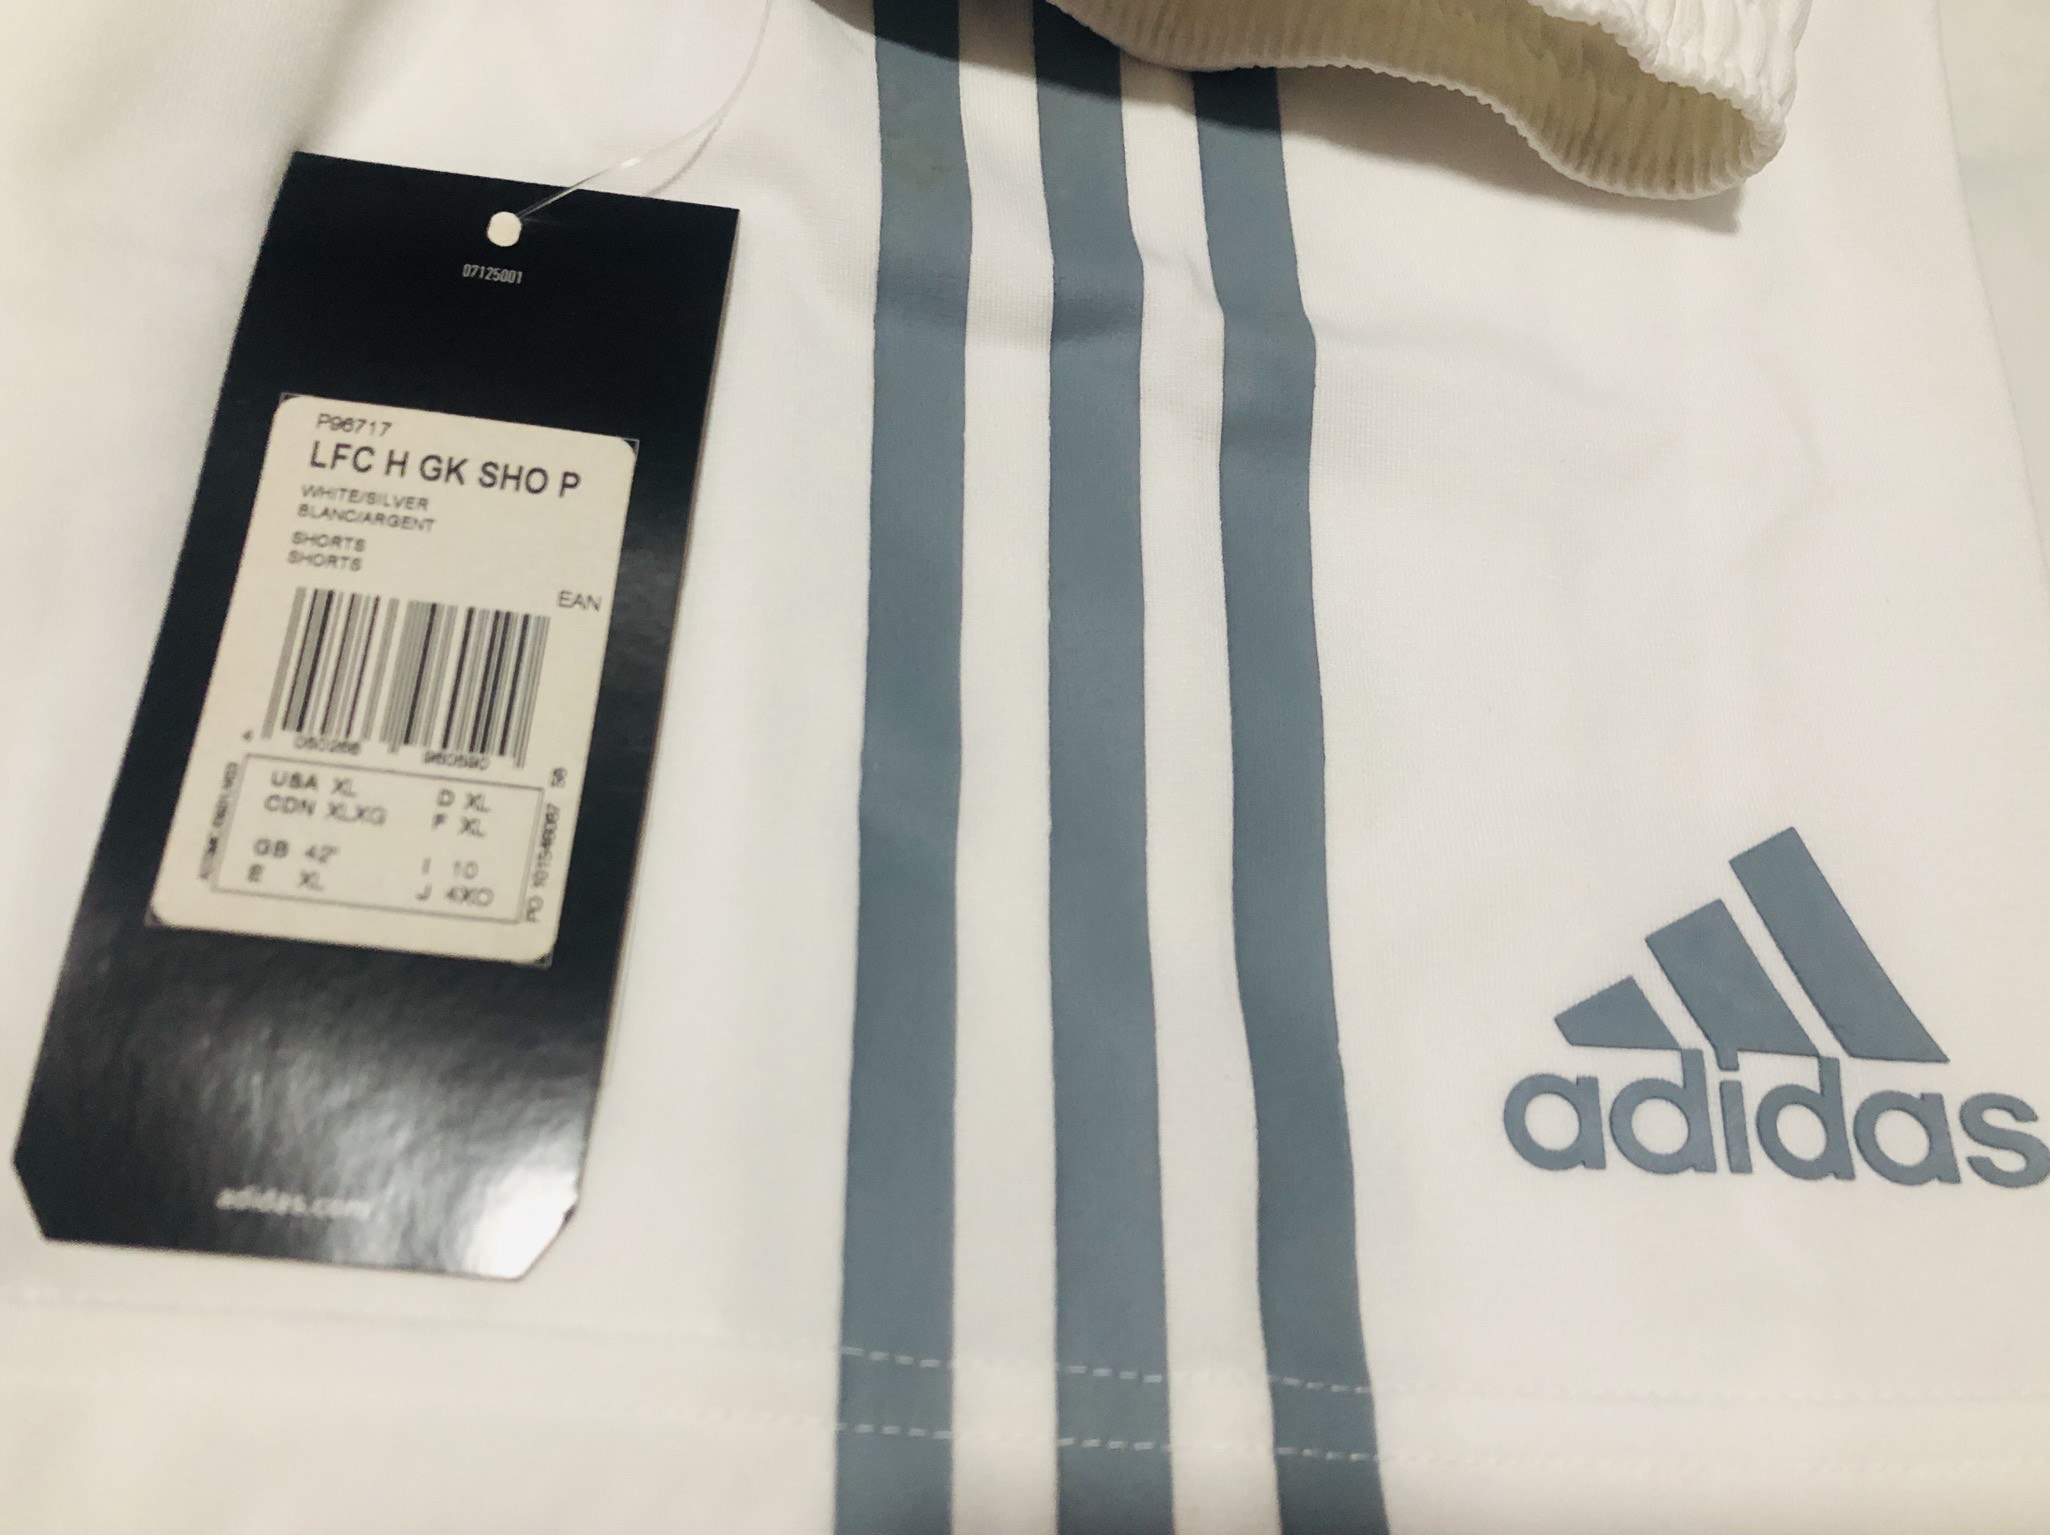 07125001
P96717
LFC H GK SHO P
WHITE/SILVER
BLANC/ARGENT
SHORTS
SHORTS
EAN
4
USA XL D XL
CDN XL/XG F XL
GB 42" I 10
E XL J 4XO
adidas.com
adidas